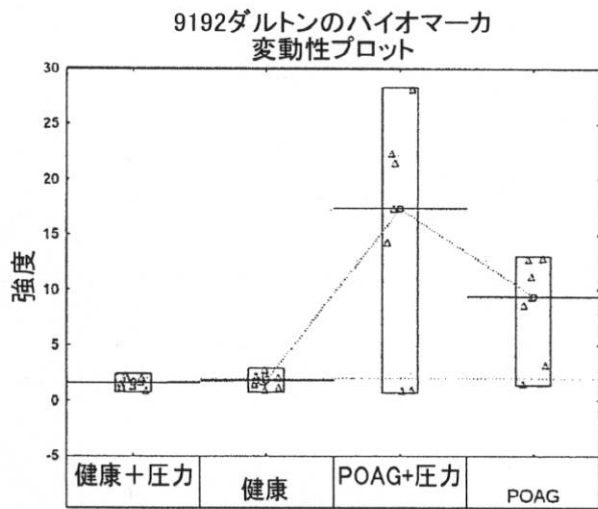 9192ダルトンのバイオマーカ
変動性プロット
30
25
20
15
10
5
0
-5
強度
健康+圧力
健康
POAG+圧力
POAG